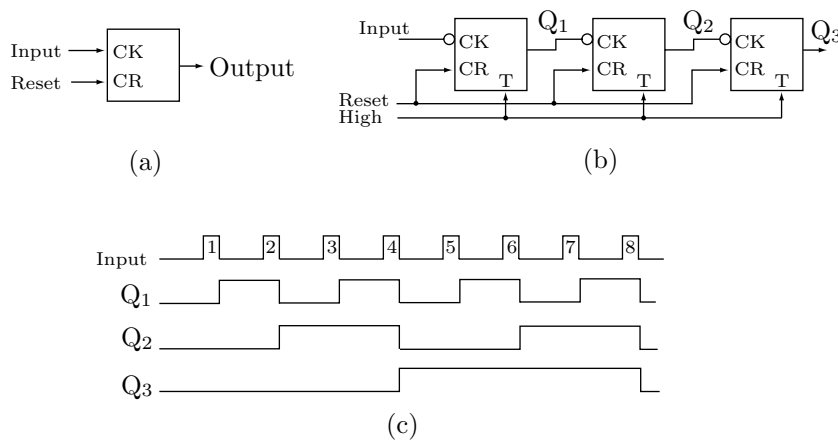 Input
Reset
CK
CR
Output
(a)
Input
CK
CR
T
Q1
CK
CR
T
Q2
CK
CR
T
Q3
Reset
High
(b)
Input 1 2 3 4 5 6 7 8
Q1
Q2
Q3
(c)